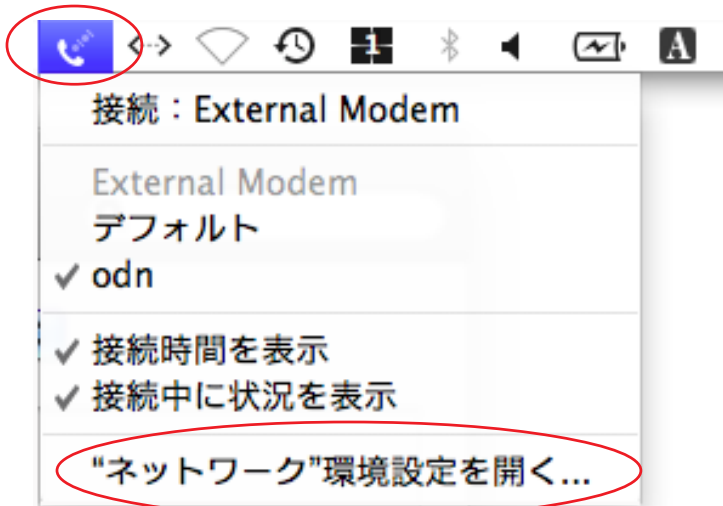 1
A
接続：External Modem
External Modem
デフォルト
odn
接続時間を表示
接続中に状況を表示
“ネットワーク”環境設定を開く...